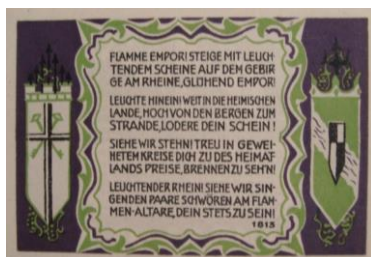 FLAMME EMPOR! STEIGE MIT LEUCH-
TENDEM SCHEINE AUF DEM GEBIR
GE AM RHEINE, GLÜHEND EMPOR!
LEUCHTE HINEIN! WEIT IN DIE HEIMISCHEN
LANDE, HOCH VON DEN BERGEN ZUM
STRANDE, LODERE DEIN SCHEIN!
SIEHE WIR STEHN! TREU IN GEWEI-
HETEM KREISE DICH ZU DES HEIMAT-
LANDS PREISE, BRENNEN ZU SEH'N!
LEUCHTENDER RHEIN! SIEHE WIR SIN-
GENDEN PAARE SCHWÖREN AM FLAM-
MEN-ALTARE, DEIN STETS ZU SEIN!
1815